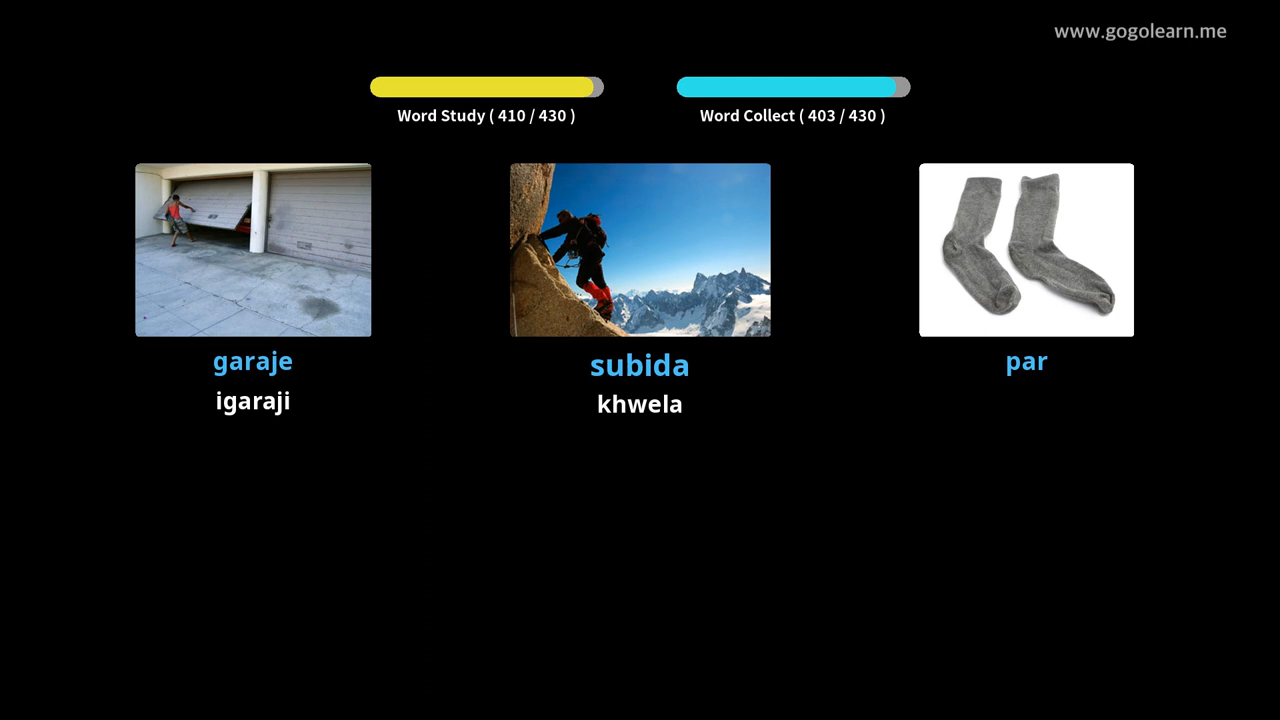 www.gogolearn.me
Word Study ( 410 / 430 )
Word Collect ( 403 / 430 )
garaje
igaraji
subida
khwela
par